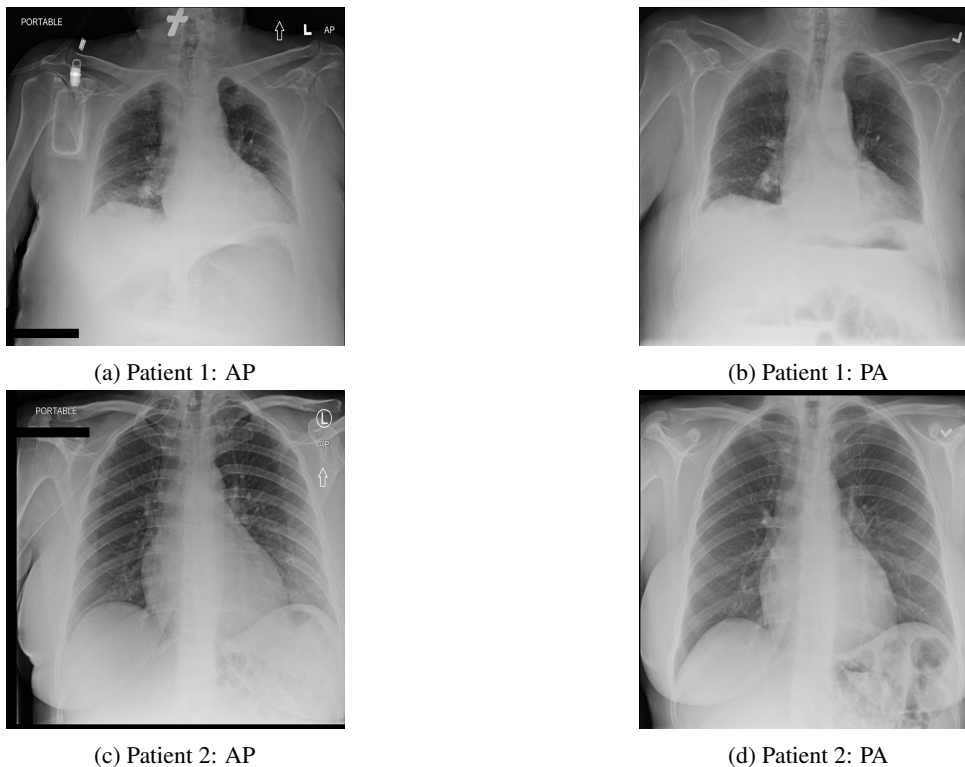 PORTABLE
L AP
(a) Patient 1: AP
(b) Patient 1: PA
PORTABLE
L
AP
(c) Patient 2: AP
(d) Patient 2: PA